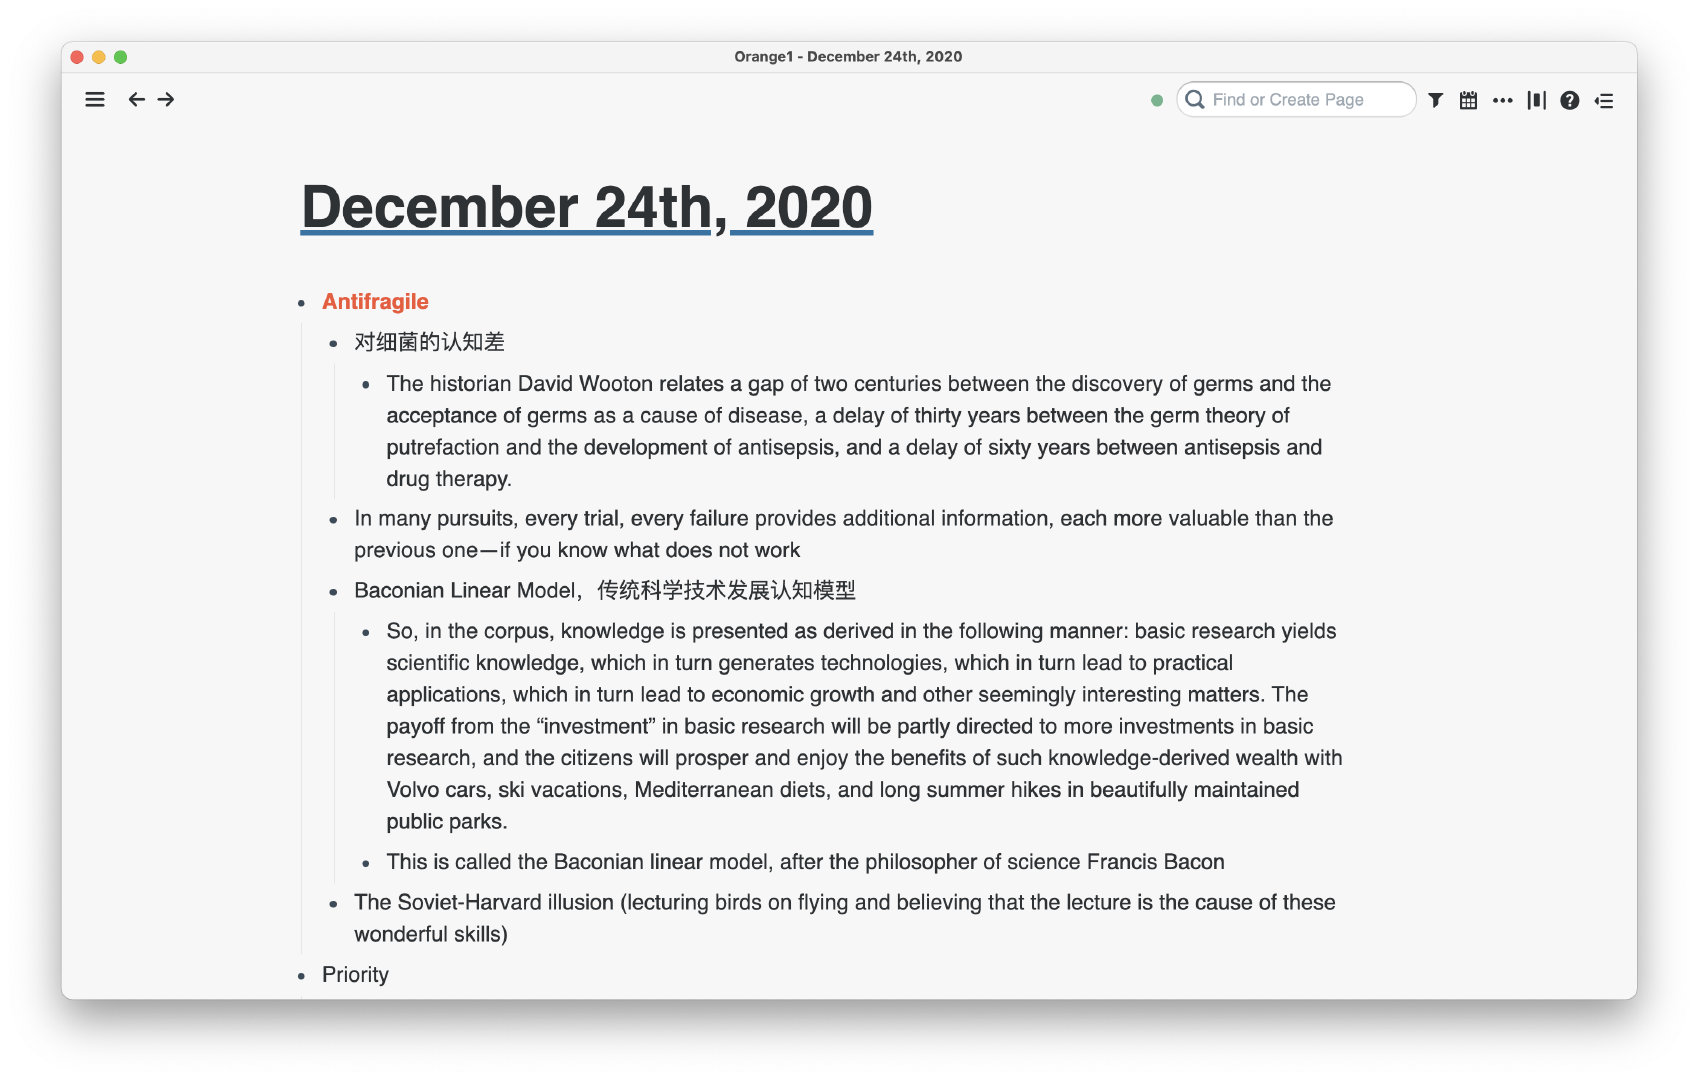 Orange1 - December 24th, 2020
Find or Create Page
December 24th, 2020
Antifragile
对细菌的认知差
The historian David Wooton relates a gap of two centuries between the discovery of germs and the
acceptance of germs as a cause of disease, a delay of thirty years between the germ theory of
putrefaction and the development of antisepsis, and a delay of sixty years between antisepsis and
drug therapy.
In many pursuits, every trial, every failure provides additional information, each more valuable than the
previous one—if you know what does not work
Baconian Linear Model，传统科学技术发展认知模型
So, in the corpus, knowledge is presented as derived in the following manner: basic research yields
scientific knowledge, which in turn generates technologies, which in turn lead to practical
applications, which in turn lead to economic growth and other seemingly interesting matters. The
payoff from the “investment” in basic research will be partly directed to more investments in basic
research, and the citizens will prosper and enjoy the benefits of such knowledge-derived wealth with
Volvo cars, ski vacations, Mediterranean diets, and long summer hikes in beautifully maintained
public parks.
This is called the Baconian linear model, after the philosopher of science Francis Bacon
The Soviet-Harvard illusion (lecturing birds on flying and believing that the lecture is the cause of these
wonderful skills)
Priority